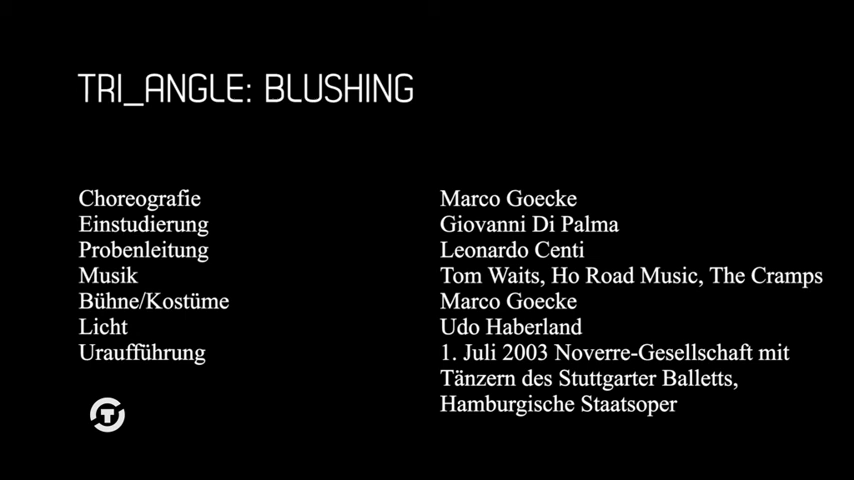 TRI_ANGLE: BLUSHING
Choreografie Marco Goecke
Einstudierung Giovanni Di Palma
Probenleitung Leonardo Centi
Musik Tom Waits, Ho Road Music, The Cramps
Bühne/Kostüme Marco Goecke
Licht Udo Haberland
Uraufführung 1. Juli 2003 Noverre-Gesellschaft mit
Tänzern des Stuttgarter Balletts,
Hamburgische Staatsoper
T